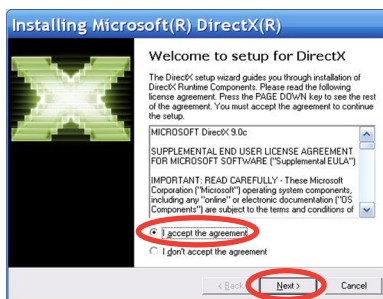 Installing Microsoft(R) DirectX(R)
Welcome to setup for DirectX
The DirectX setup wizard guides you through installation of
DirectX Runtime Components. Please read the following
license agreement. Press the PAGE DOWN key to see the rest
of the agreement. You must accept the agreement to continue
the setup.
MICROSOFT DirectX 9.0c
SUPPLEMENTAL END USER LICENSE AGREEMENT
FOR MICROSOFT SOFTWARE ("Supplemental EULA")
IMPORTANT: READ CAREFULLY - These Microsoft
Corporation ("Microsoft") operating system components,
including any "online" or electronic documentation ("OS
Components") are subject to the terms and conditions of
I accept the agreement
I don't accept the agreement
< Back
Next >
Cancel